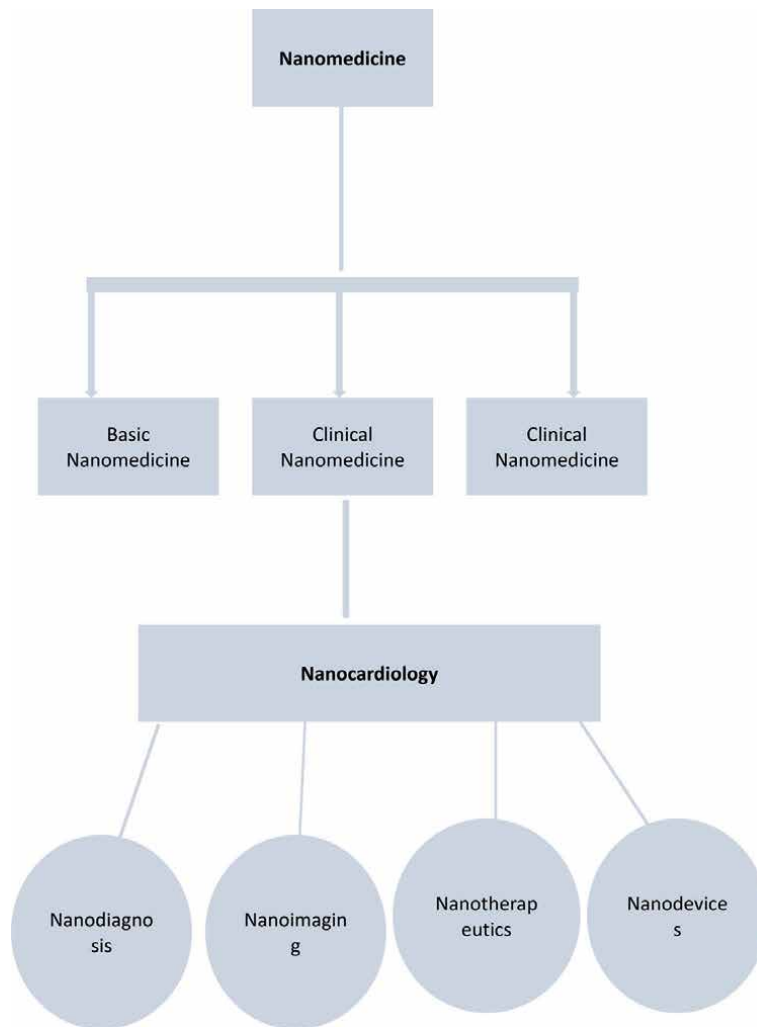 Nanomedicine
Basic
Nanomedicine
Clinical
Nanomedicine
Clinical
Nanomedicine
Nanocardiology
Nanodiagno
sis
Nanoimagin
g
Nanotherap
eutics
Nanodevice
s